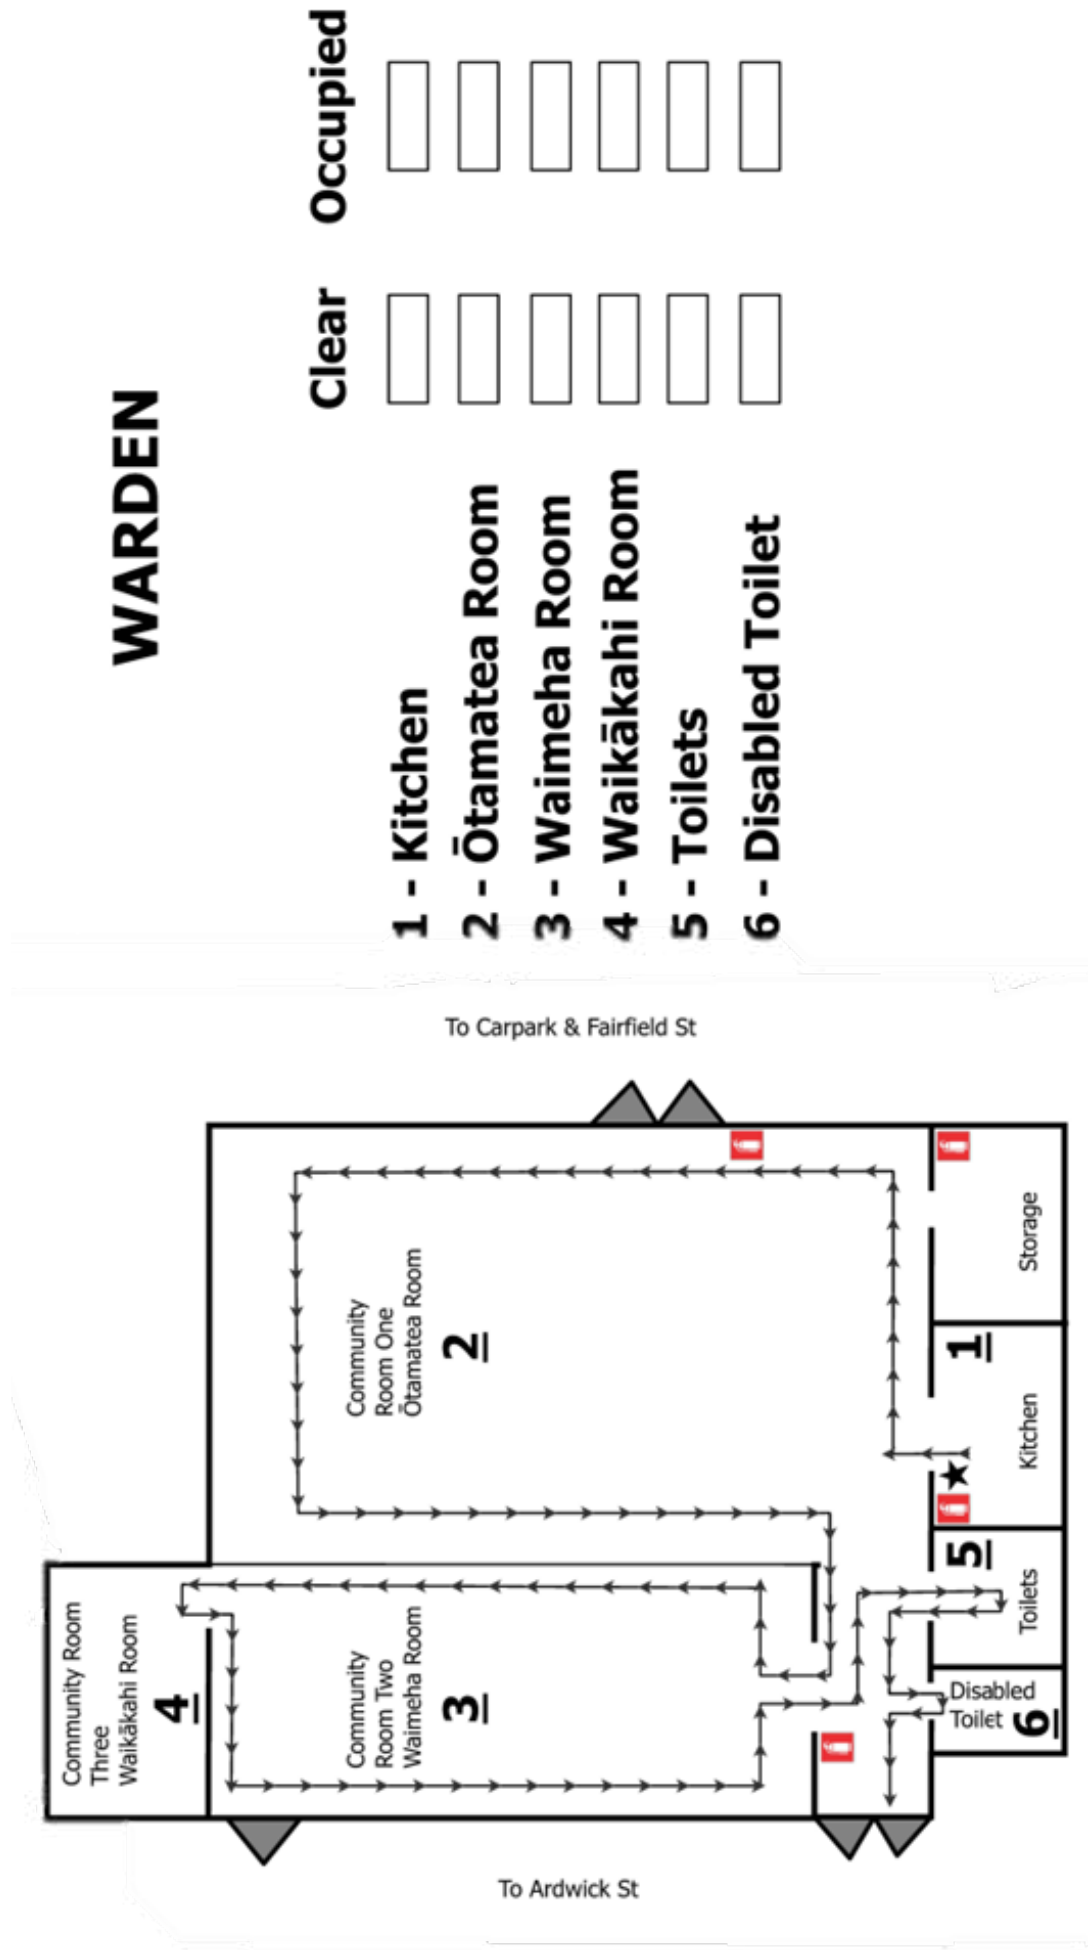 WARDEN
Clear Occupied
1 - Kitchen
2 - Ōtamatea Room
3 - Waimeha Room
4 - Waikākahi Room
5 - Toilets
6 - Disabled Toilet
Community Room
Three
Waikākahi Room
4
Community
Room Two
Waimeha Room
3
Community
Room One
Ōtamatea Room
2
To Ardwick St
To Carpark & Fairfield St
Disabled
Toilet
6
5
Toilets
1
Kitchen
Storage